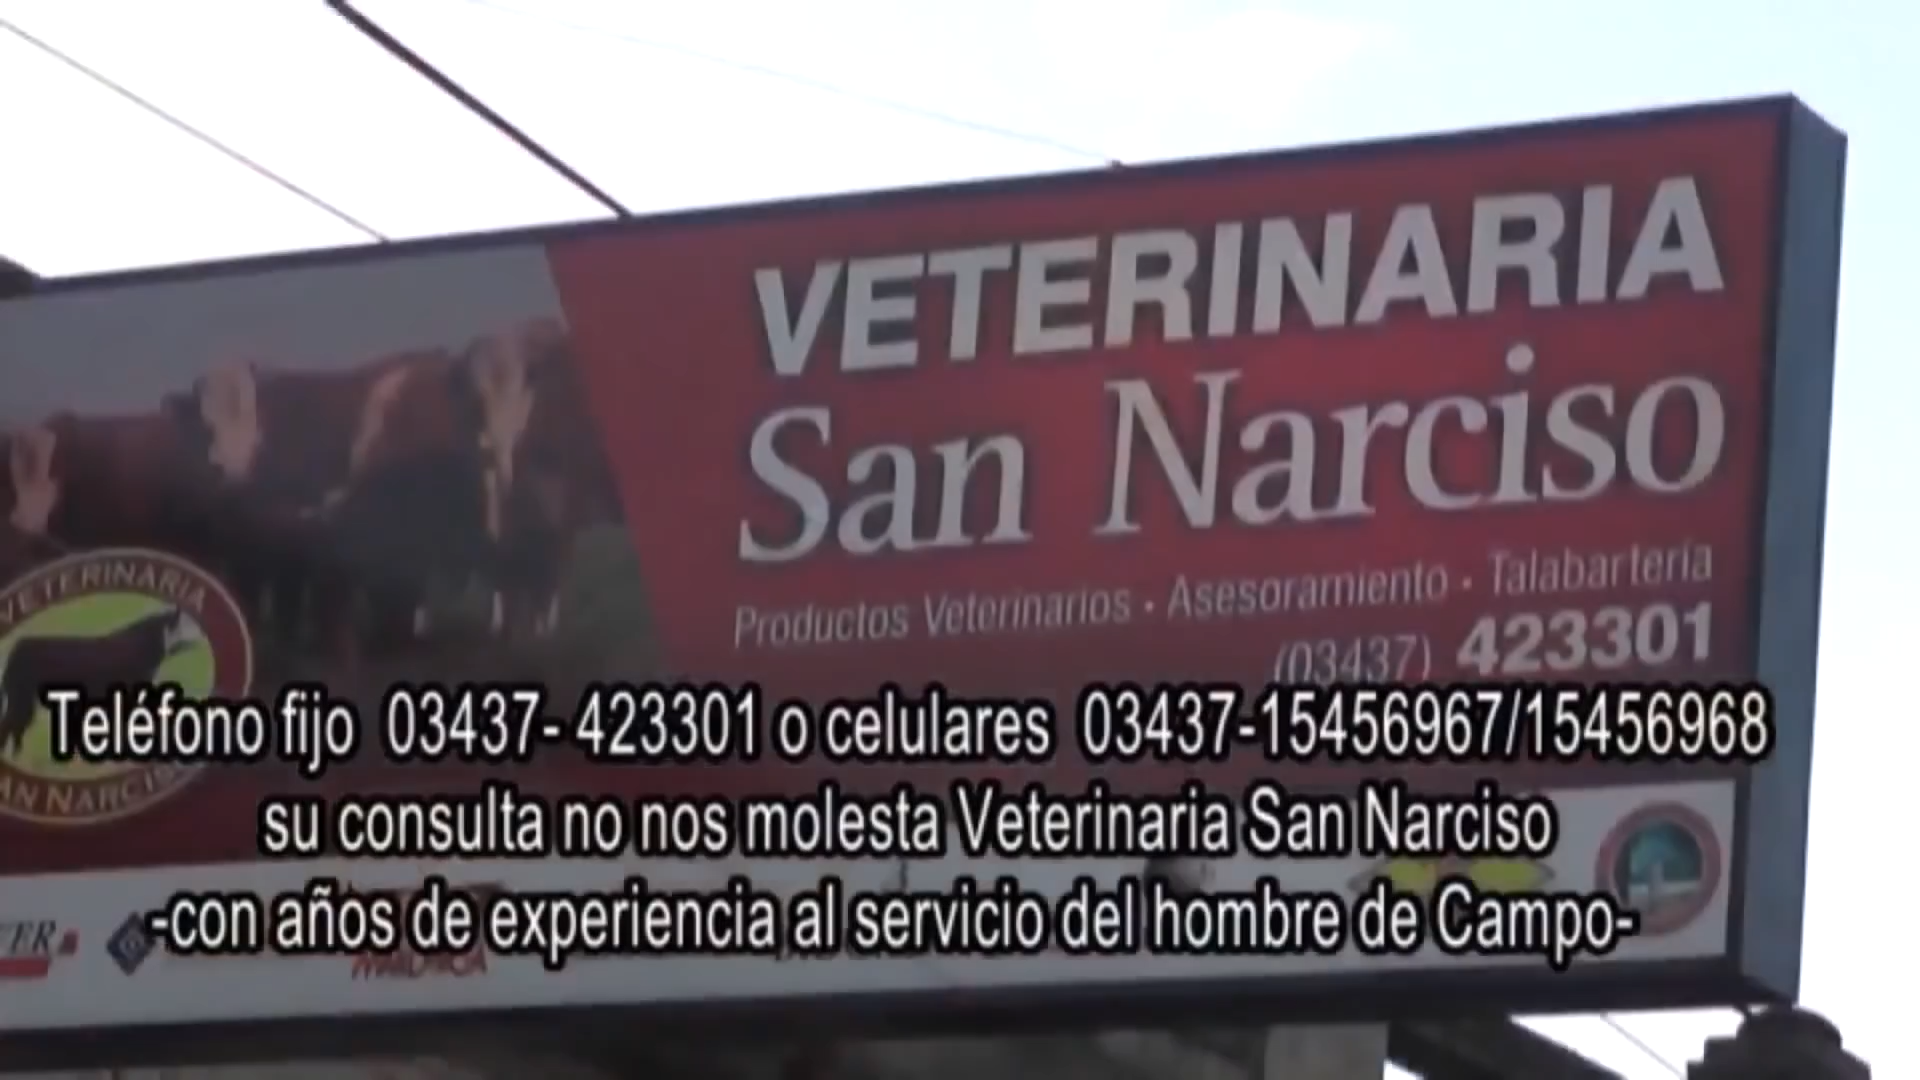 VETERINARIA
San Narciso
Productos Veterinarios · Asesoramiento · Talabartería
(03437) 423301
VETERINARIA
SAN NARCISO
Teléfono fijo 03437- 423301 o celulares 03437-15456967/15456968
su consulta no nos molesta Veterinaria San Narciso
-con años de experiencia al servicio del hombre de Campo-